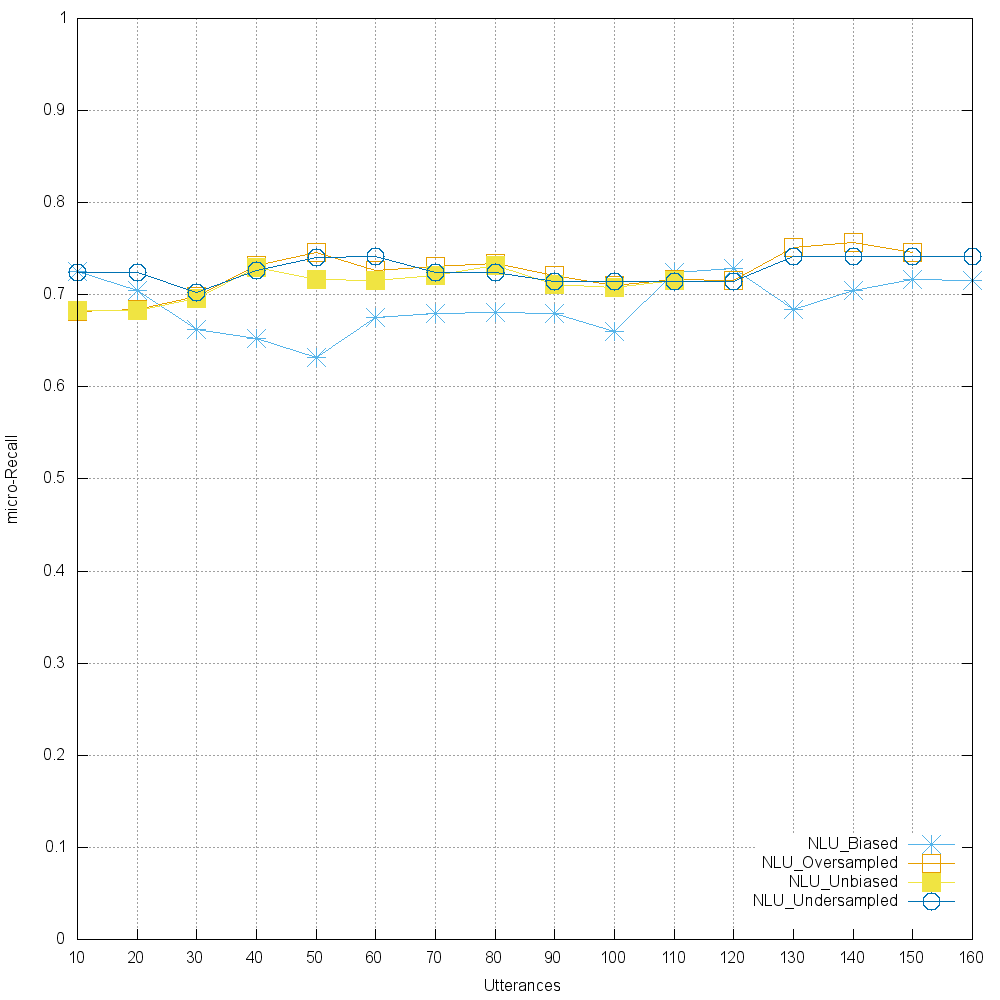 1
0.9
0.8
0.7
0.6
0.5
0.4
0.3
0.2
0.1
0
micro-Recall
NLU_Biased
NLU_Oversampled
NLU_Unbiased
NLU_Undersampled
10 20 30 40 50 60 70 80 90 100 110 120 130 140 150 160
Utterances